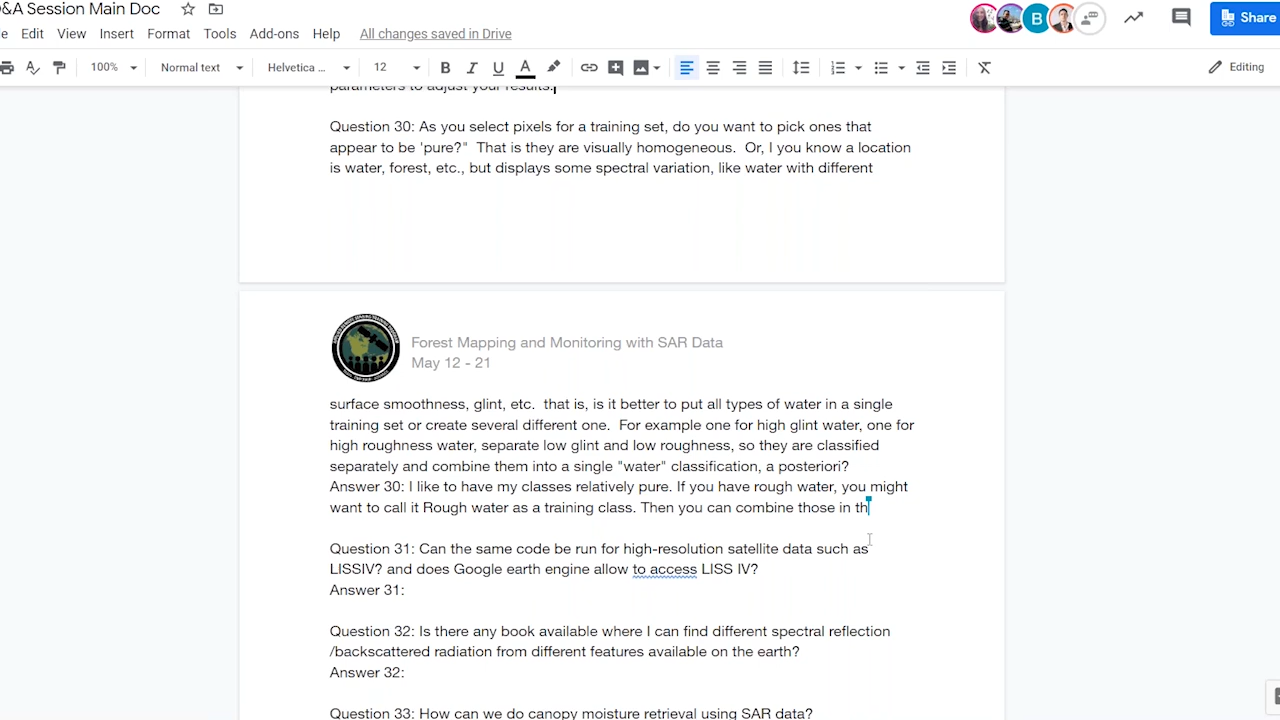 &A Session Main Doc
e Edit View Insert Format Tools Add-ons Help All changes saved in Drive
B
Share
100% Normal text Helvetica ... 12 B I U A Editing
parameters to adjust your results.
Question 30: As you select pixels for a training set, do you want to pick ones that
appear to be 'pure?" That is they are visually homogeneous. Or, I you know a location
is water, forest, etc., but displays some spectral variation, like water with different
Forest Mapping and Monitoring with SAR Data
May 12 - 21
surface smoothness, glint, etc. that is, is it better to put all types of water in a single
training set or create several different one. For example one for high glint water, one for
high roughness water, separate low glint and low roughness, so they are classified
separately and combine them into a single "water" classification, a posteriori?
Answer 30: I like to have my classes relatively pure. If you have rough water, you might
want to call it Rough water as a training class. Then you can combine those in th
Question 31: Can the same code be run for high-resolution satellite data such as
LISSIV? and does Google earth engine allow to access LISS IV?
Answer 31:
Question 32: Is there any book available where I can find different spectral reflection
/backscattered radiation from different features available on the earth?
Answer 32:
Question 33: How can we do canopy moisture retrieval using SAR data?